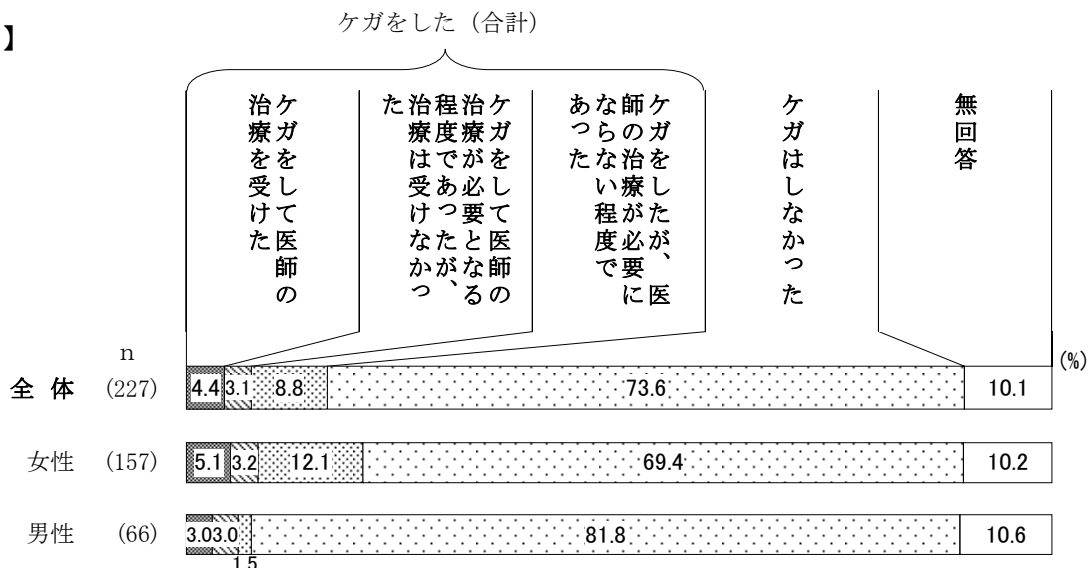 】
ケガをした（合計）
ケガをして医師の
治療を受けた
ケガをして医師の
治療が必要となる
程度であったが、
治療は受けなかっ
た
ケガをしたが、医
師の治療が必要に
ならない程度で
あった
ケガはしなかった
無回答
n
(%)
全 体 (227) 4.4 3.1 8.8 73.6 10.1
女性 (157) 5.1 3.2 12.1 69.4 10.2
男性 (66) 3.0 3.0 81.8 10.6
1.5